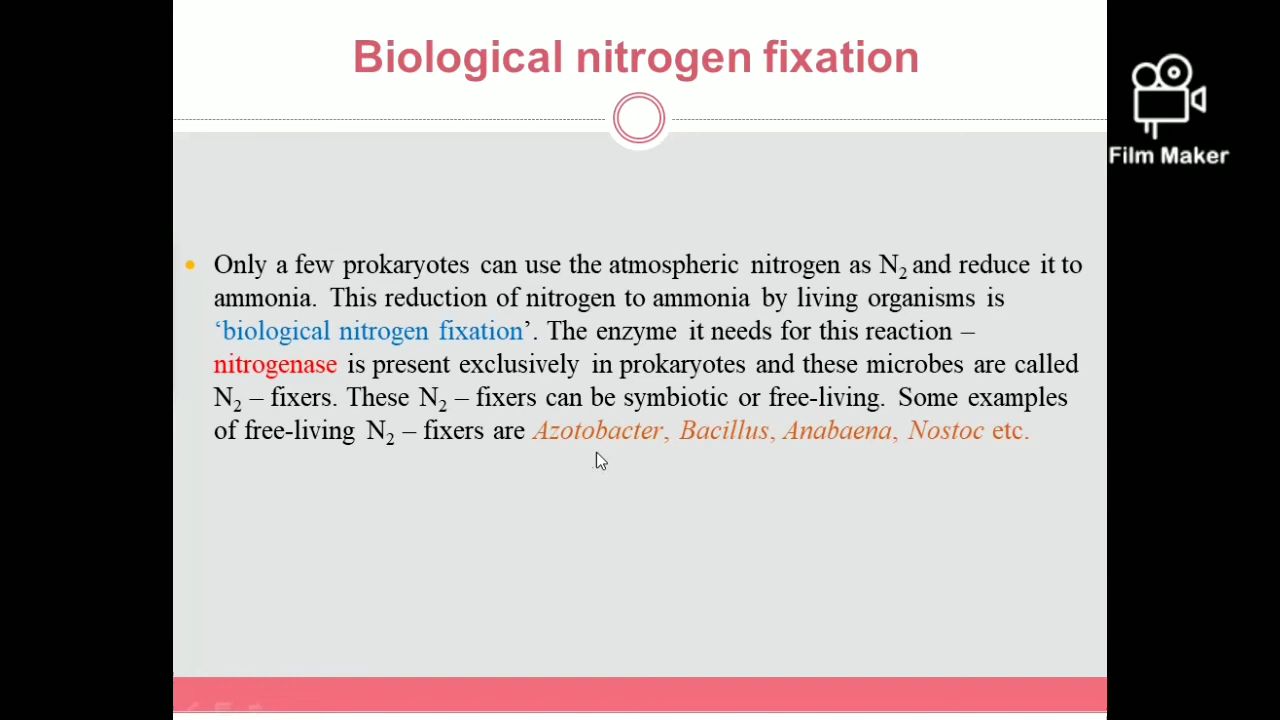 Biological nitrogen fixation
Film Maker
• Only a few prokaryotes can use the atmospheric nitrogen as N₂ and reduce it to
ammonia. This reduction of nitrogen to ammonia by living organisms is
‘biological nitrogen fixation’. The enzyme it needs for this reaction –
nitrogenase is present exclusively in prokaryotes and these microbes are called
N₂ – fixers. These N₂ – fixers can be symbiotic or free-living. Some examples
of free-living N₂ – fixers are Azotobacter, Bacillus, Anabaena, Nostoc etc.